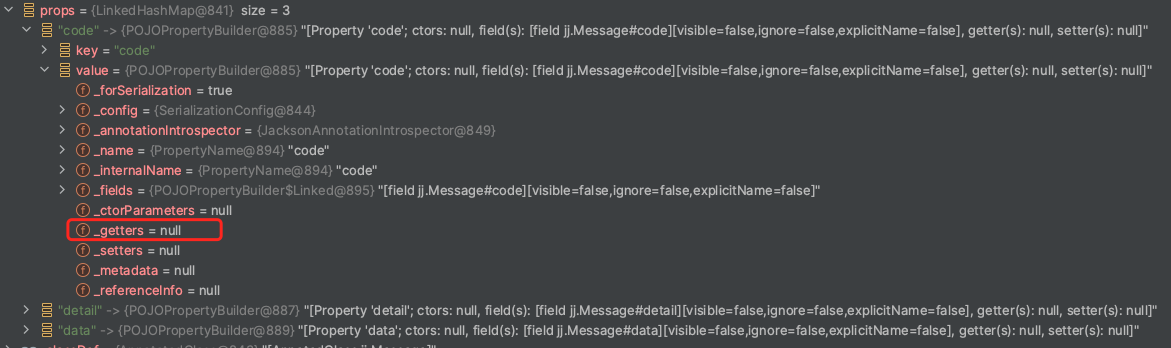 props = {LinkedHashMap@841} size = 3
"code" -> {POJOPropertyBuilder@885} "[Property 'code'; ctors: null, field(s): [field jj.Message#code][visible=false,ignore=false,explicitName=false], getter(s): null, setter(s): null]"
key = "code"
value = {POJOPropertyBuilder@885} "[Property 'code'; ctors: null, field(s): [field jj.Message#code][visible=false,ignore=false,explicitName=false], getter(s): null, setter(s): null]"
f _forSerialization = true
f _config = {SerializationConfig@844}
f _annotationIntrospector = {JacksonAnnotationIntrospector@849}
f _name = {PropertyName@894} "code"
f _internalName = {PropertyName@894} "code"
f _fields = {POJOPropertyBuilder$Linked@895} "[field jj.Message#code][visible=false,ignore=false,explicitName=false]"
f _ctorParameters = null
f _getters = null
f _setters = null
f _metadata = null
f _referenceInfo = null
"detail" -> {POJOPropertyBuilder@887} "[Property 'detail'; ctors: null, field(s): [field jj.Message#detail][visible=false,ignore=false,explicitName=false], getter(s): null, setter(s): null]"
"data" -> {POJOPropertyBuilder@889} "[Property 'data'; ctors: null, field(s): [field jj.Message#data][visible=false,ignore=false,explicitName=false], getter(s): null, setter(s): null]"